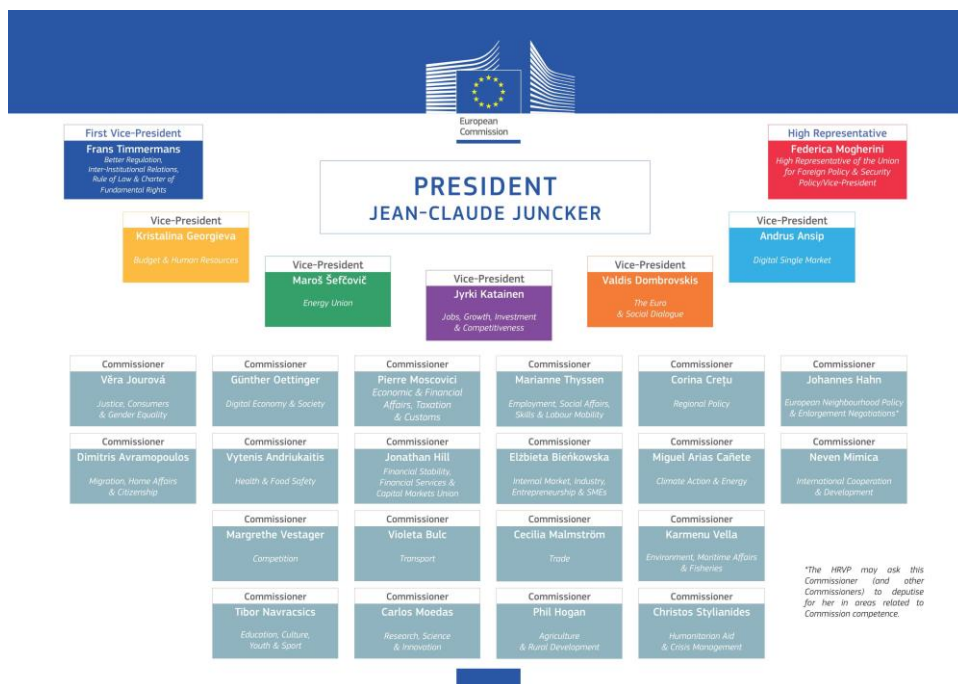 European
Commission
First Vice-President
Frans Timmermans
Better Regulation,
Inter-Institutional Relations,
Rule of Law & Charter of
Fundamental Rights
High Representative
Federica Mogherini
High Representative of the Union
for Foreign Policy & Security
Policy/Vice-President
PRESIDENT
JEAN-CLAUDE JUNCKER
Vice-President
Kristalina Georgieva
Budget & Human Resources
Vice-President
Andrus Ansip
Digital Single Market
Vice-President
Maroš Šefčovič
Energy Union
Vice-President
Jyrki Katainen
Jobs, Growth, Investment
& Competitiveness
Vice-President
Valdis Dombrovskis
The Euro
& Social Dialogue
Commissioner
Věra Jourová
Justice, Consumers
& Gender Equality
Commissioner
Günther Oettinger
Digital Economy & Society
Commissioner
Pierre Moscovici
Economic & Financial
Affairs, Taxation
& Customs
Commissioner
Marianne Thyssen
Employment, Social Affairs,
Skills & Labour Mobility
Commissioner
Corina Crețu
Regional Policy
Commissioner
Johannes Hahn
European Neighbourhood Policy
& Enlargement Negotiations*
Commissioner
Dimitris Avramopoulos
Migration, Home Affairs
& Citizenship
Commissioner
Vytenis Andriukaitis
Health & Food Safety
Commissioner
Jonathan Hill
Financial Stability,
Financial Services &
Capital Markets Union
Commissioner
Elżbieta Bieńkowska
Internal Market, Industry,
Entrepreneurship & SMEs
Commissioner
Miguel Arias Cañete
Climate Action & Energy
Commissioner
Neven Mimica
International Cooperation
& Development
Commissioner
Margrethe Vestager
Competition
Commissioner
Violeta Bulc
Transport
Commissioner
Cecilia Malmström
Trade
Commissioner
Karmenu Vella
Environment, Maritime Affairs
& Fisheries
Commissioner
Tibor Navracsics
Education, Culture,
Youth & Sport
Commissioner
Carlos Moedas
Research, Science
& Innovation
Commissioner
Phil Hogan
Agriculture
& Rural Development
Commissioner
Christos Stylianides
Humanitarian Aid
& Crisis Management
*The HRVP may ask this
Commissioner (and other
Commissioners) to deputise
for her in areas related to
Commission competence.